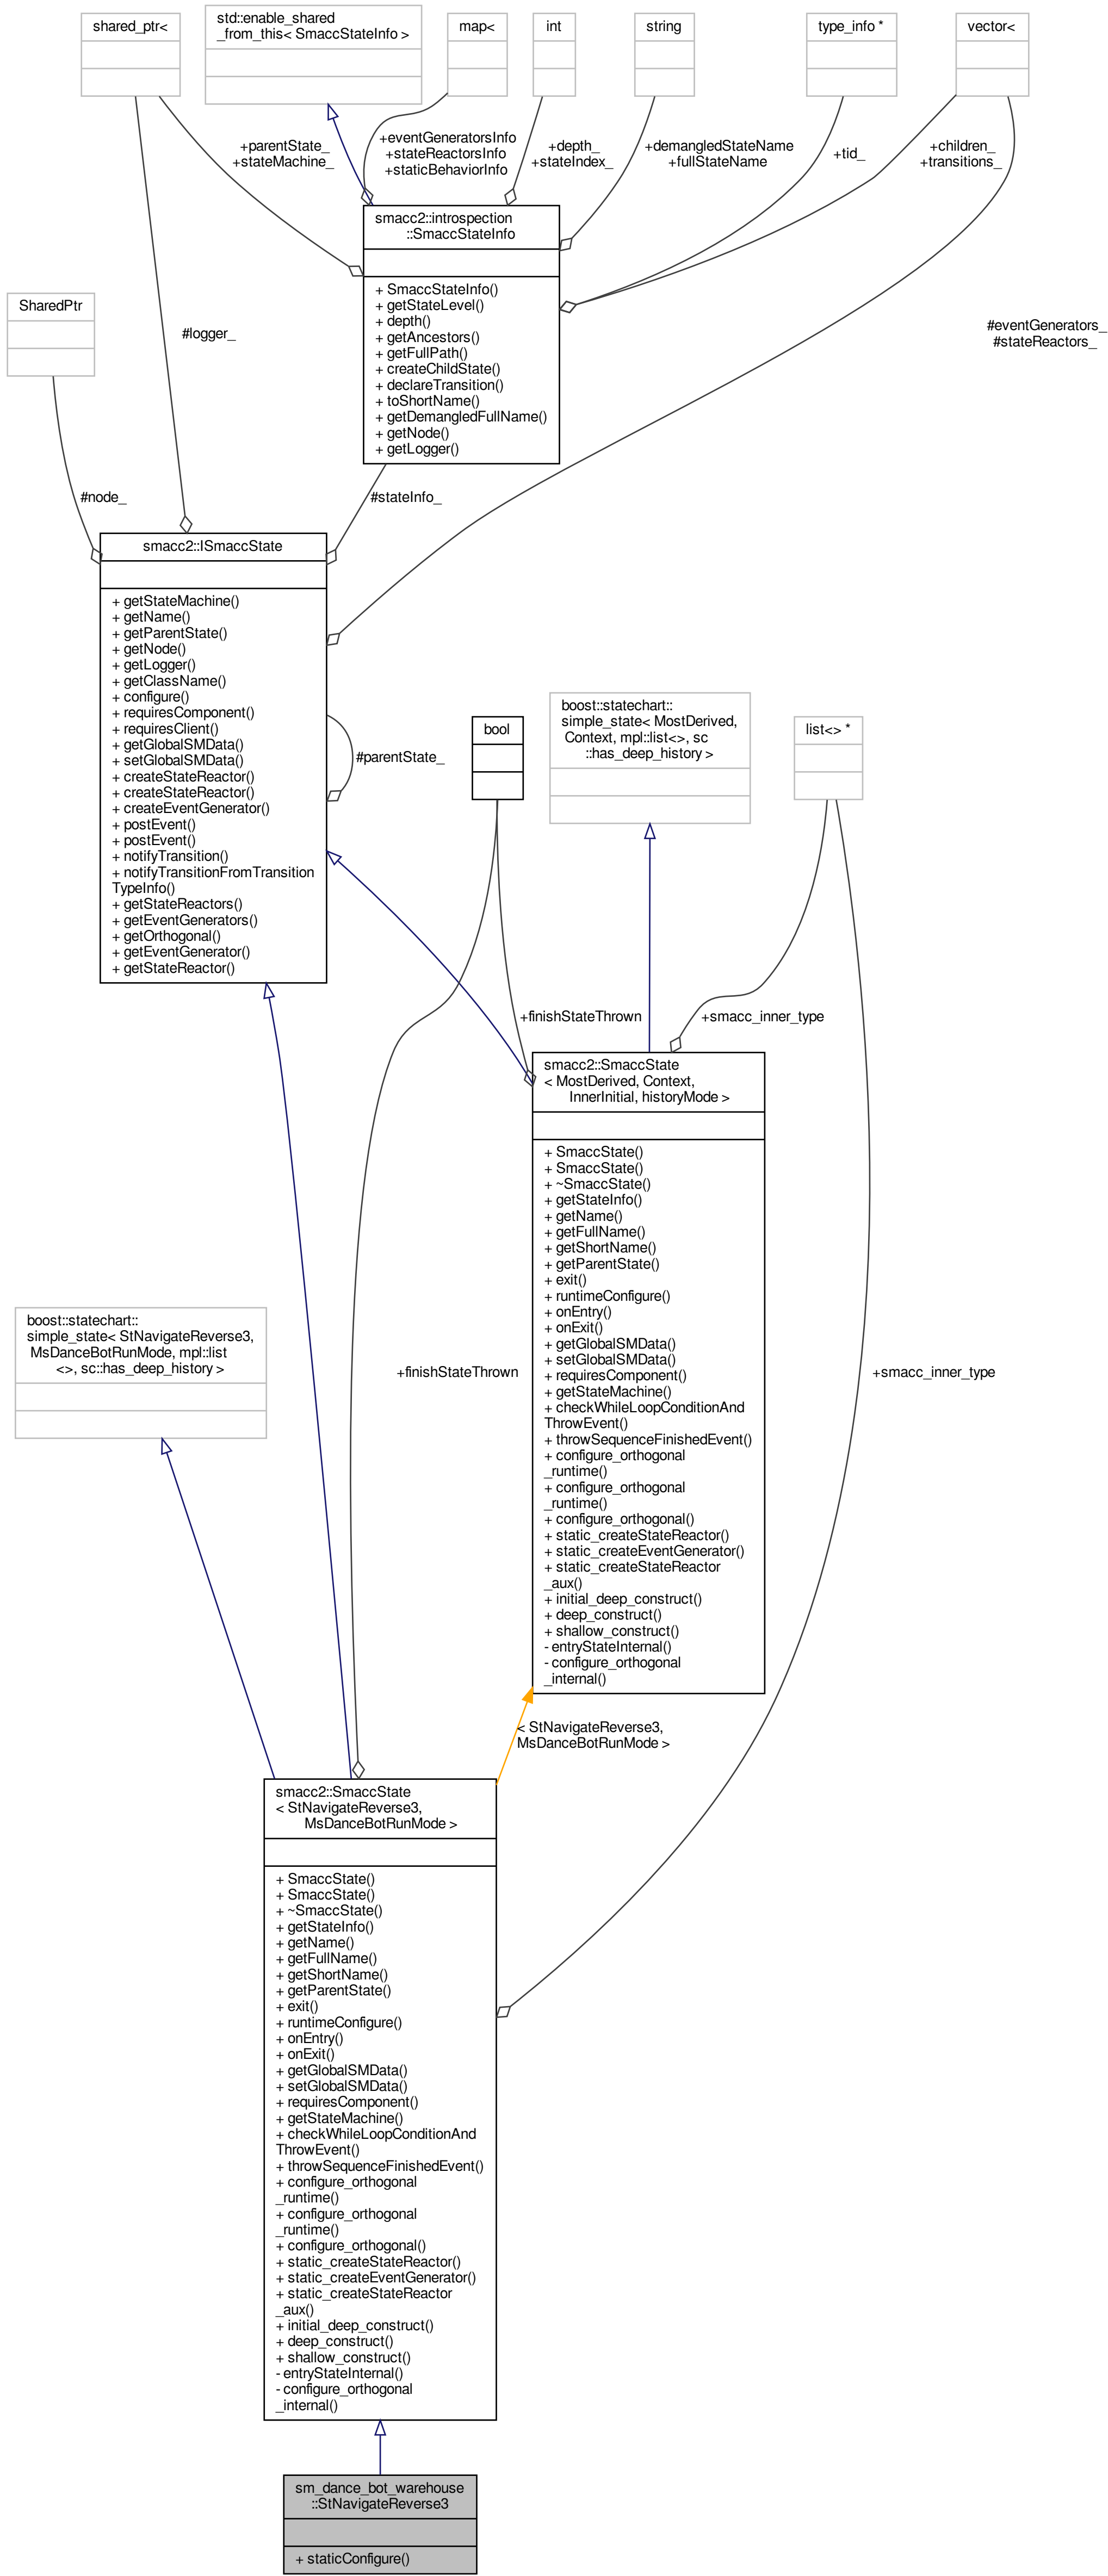 shared_ptr<
std::enable_shared
_from_this< SmaccStateInfo >
map<
int
string
type_info *
vector<
+parentState_
+stateMachine_
+eventGeneratorsInfo
+stateReactorsInfo
+staticBehaviorInfo
+depth_
+stateIndex_
+demangledStateName
+fullStateName
+tid_
+children_
+transitions_
smacc2::introspection
::SmaccStateInfo
+ SmaccStateInfo()
+ getStateLevel()
+ depth()
+ getAncestors()
+ getFullPath()
+ createChildState()
+ declareTransition()
+ toShortName()
+ getDemangledFullName()
+ getNode()
+ getLogger()
SharedPtr
#logger_
#eventGenerators_
#stateReactors_
#node_
#stateInfo_
smacc2::ISmaccState
+ getStateMachine()
+ getName()
+ getParentState()
+ getNode()
+ getLogger()
+ getClassName()
+ configure()
+ requiresComponent()
+ requiresClient()
+ getGlobalSMData()
+ setGlobalSMData()
+ createStateReactor()
+ createStateReactor()
+ createEventGenerator()
+ postEvent()
+ postEvent()
+ notifyTransition()
+ notifyTransitionFromTransition
TypeInfo()
+ getStateReactors()
+ getEventGenerators()
+ getOrthogonal()
+ getEventGenerator()
+ getStateReactor()
#parentState_
bool
boost::statechart::
simple_state< MostDerived,
Context, mpl::list<>, sc
::has_deep_history >
list<> *
+finishStateThrown
+smacc_inner_type
smacc2::SmaccState
< MostDerived, Context,
InnerInitial, historyMode >
+ SmaccState()
+ SmaccState()
+ ~SmaccState()
+ getStateInfo()
+ getName()
+ getFullName()
+ getShortName()
+ getParentState()
+ exit()
+ runtimeConfigure()
+ onEntry()
+ onExit()
+ getGlobalSMData()
+ setGlobalSMData()
+ requiresComponent()
+ getStateMachine()
+ checkWhileLoopConditionAnd
ThrowEvent()
+ throwSequenceFinishedEvent()
+ configure_orthogonal
_runtime()
+ configure_orthogonal
_runtime()
+ configure_orthogonal()
+ static_createStateReactor()
+ static_createEventGenerator()
+ static_createStateReactor
_aux()
+ initial_deep_construct()
+ deep_construct()
+ shallow_construct()
- entryStateInternal()
- configure_orthogonal
_internal()
boost::statechart::
simple_state< StNavigateReverse3,
MsDanceBotRunMode, mpl::list
<>, sc::has_deep_history >
+finishStateThrown
+smacc_inner_type
< StNavigateReverse3,
MsDanceBotRunMode >
smacc2::SmaccState
< StNavigateReverse3,
MsDanceBotRunMode >
+ SmaccState()
+ SmaccState()
+ ~SmaccState()
+ getStateInfo()
+ getName()
+ getFullName()
+ getShortName()
+ getParentState()
+ exit()
+ runtimeConfigure()
+ onEntry()
+ onExit()
+ getGlobalSMData()
+ setGlobalSMData()
+ requiresComponent()
+ getStateMachine()
+ checkWhileLoopConditionAnd
ThrowEvent()
+ throwSequenceFinishedEvent()
+ configure_orthogonal
_runtime()
+ configure_orthogonal
_runtime()
+ configure_orthogonal()
+ static_createStateReactor()
+ static_createEventGenerator()
+ static_createStateReactor
_aux()
+ initial_deep_construct()
+ deep_construct()
+ shallow_construct()
- entryStateInternal()
- configure_orthogonal
_internal()
sm_dance_bot_warehouse
::StNavigateReverse3
+ staticConfigure()